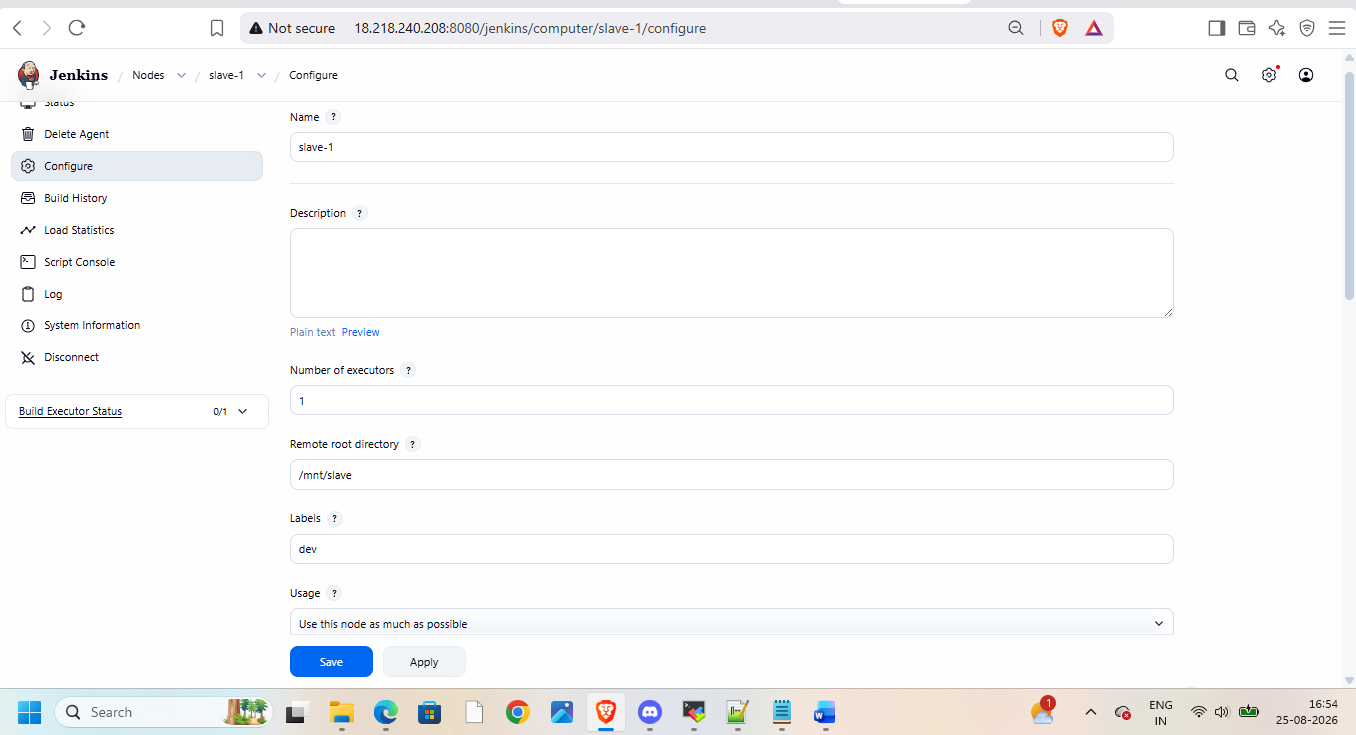 Not secure 18.218.240.208:8080/jenkins/computer/slave-1/configure
Jenkins / Nodes / slave-1 / Configure
Status
Delete Agent
Configure
Build History
Load Statistics
Script Console
Log
System Information
Disconnect
Build Executor Status 0/1
Name ?
slave-1
Description ?
Plain text Preview
Number of executors ?
1
Remote root directory ?
/mnt/slave
Labels ?
dev
Usage ?
Use this node as much as possible
Save Apply
Search
1
ENG
IN
16:54
25-08-2026